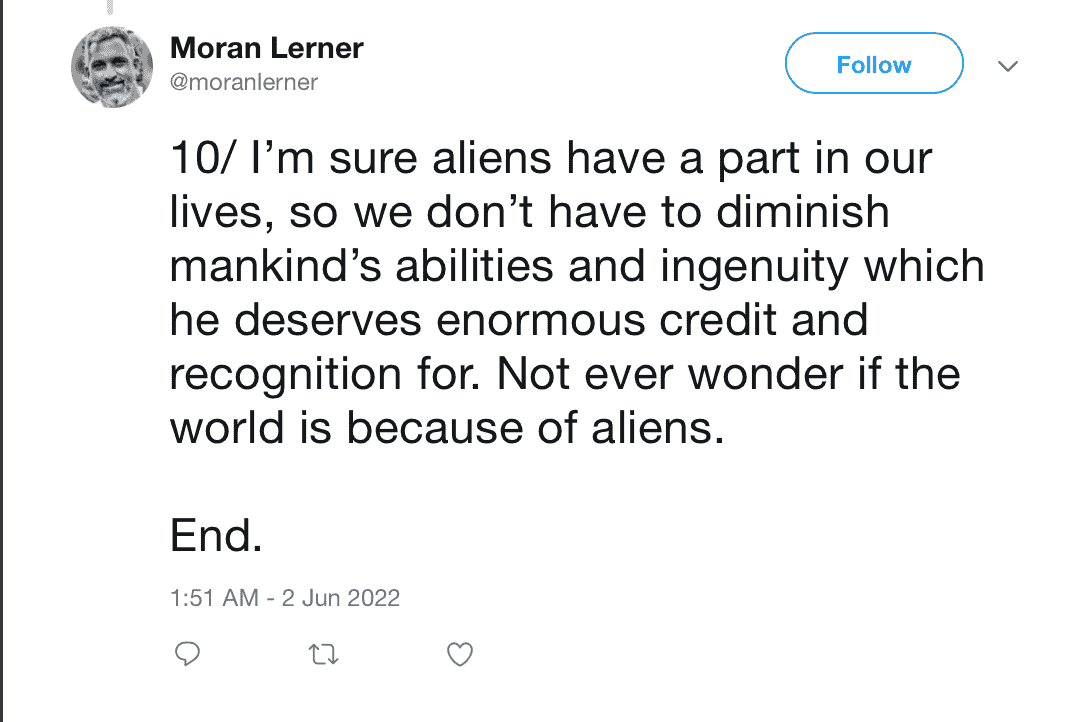 Moran Lerner
@moranlerner
Follow
10/ I’m sure aliens have a part in our
lives, so we don’t have to diminish
mankind’s abilities and ingenuity which
he deserves enormous credit and
recognition for. Not ever wonder if the
world is because of aliens.
End.
1:51 AM - 2 Jun 2022